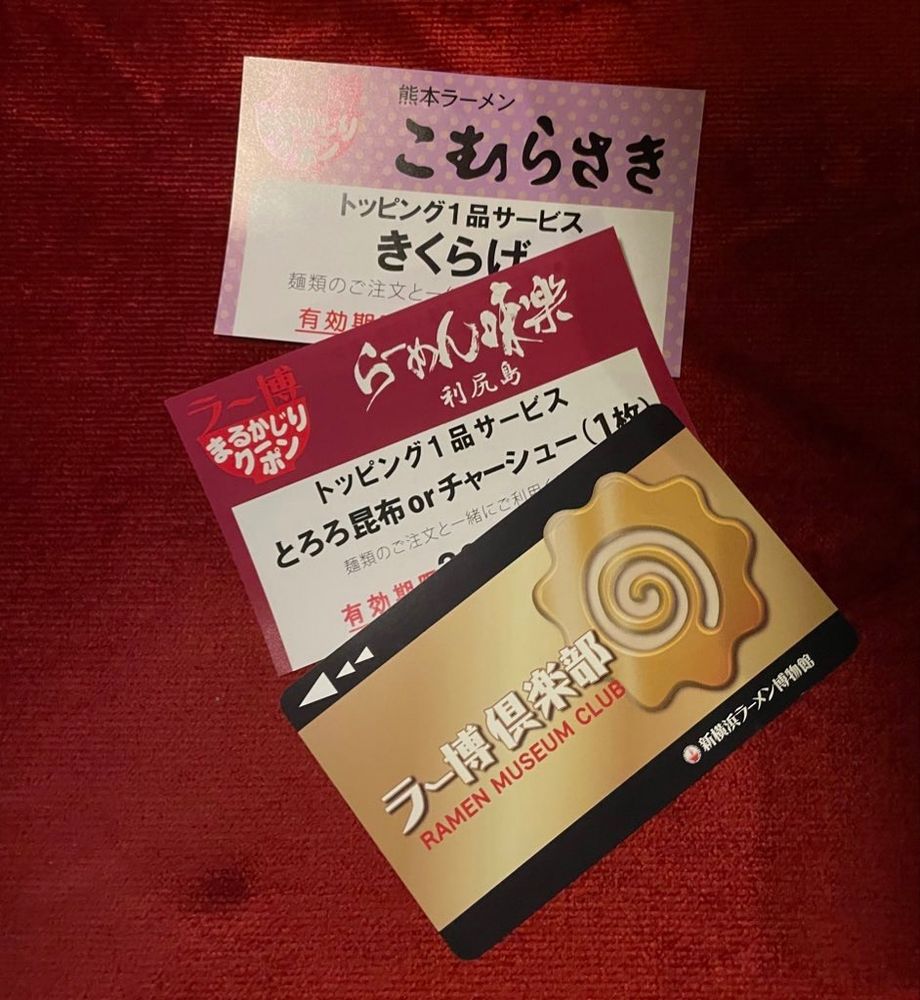 熊本ラーメン
こむらさき
トッピング1品サービス
きくらげ
麺類のご注文と一
有効期
らーめん味楽
利尻島
ラ～博
まるかじり
クーポン
トッピング1品サービス
とろろ昆布orチャーシュー(1枚)
麺類のご注文と一緒にご利用
有効期
ラ～博倶楽部
RAMEN MUSEUM CLUB
新横浜ラーメン博物館